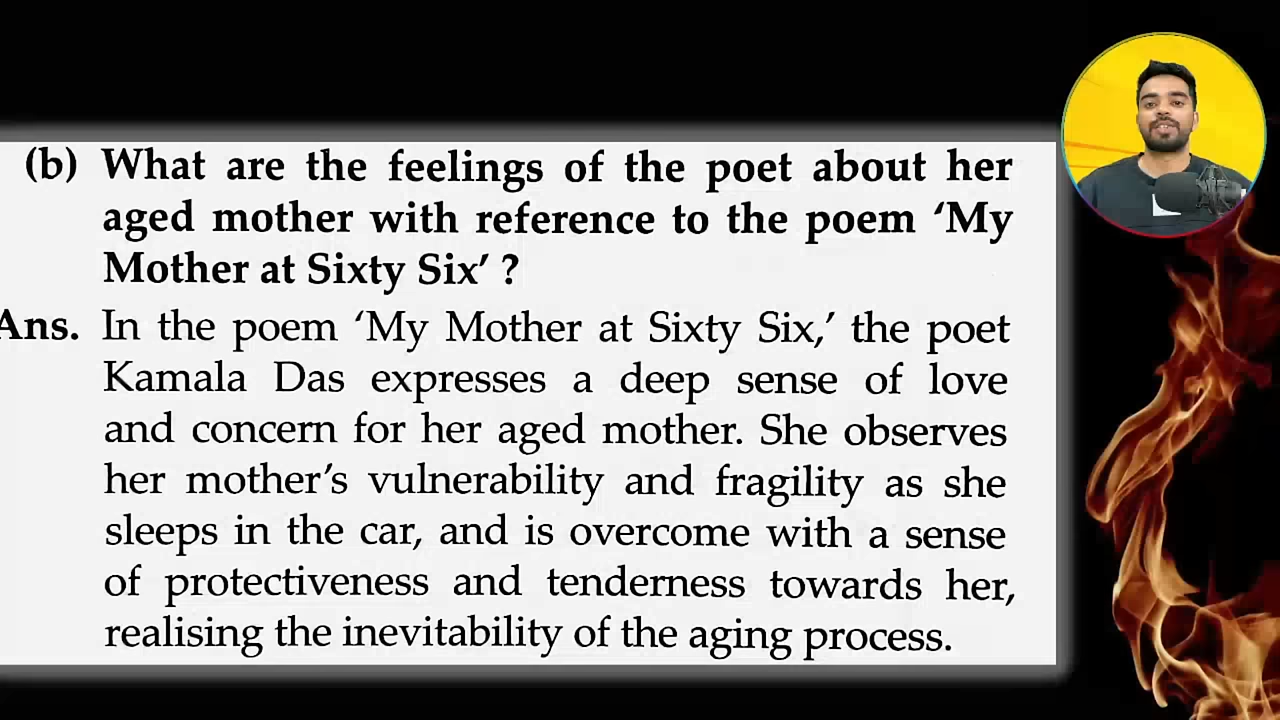 (b) What are the feelings of the poet about her
aged mother with reference to the poem ‘My
Mother at Sixty Six’ ?
Ans. In the poem ‘My Mother at Sixty Six,’ the poet
Kamala Das expresses a deep sense of love
and concern for her aged mother. She observes
her mother’s vulnerability and fragility as she
sleeps in the car, and is overcome with a sense
of protectiveness and tenderness towards her,
realising the inevitability of the aging process.